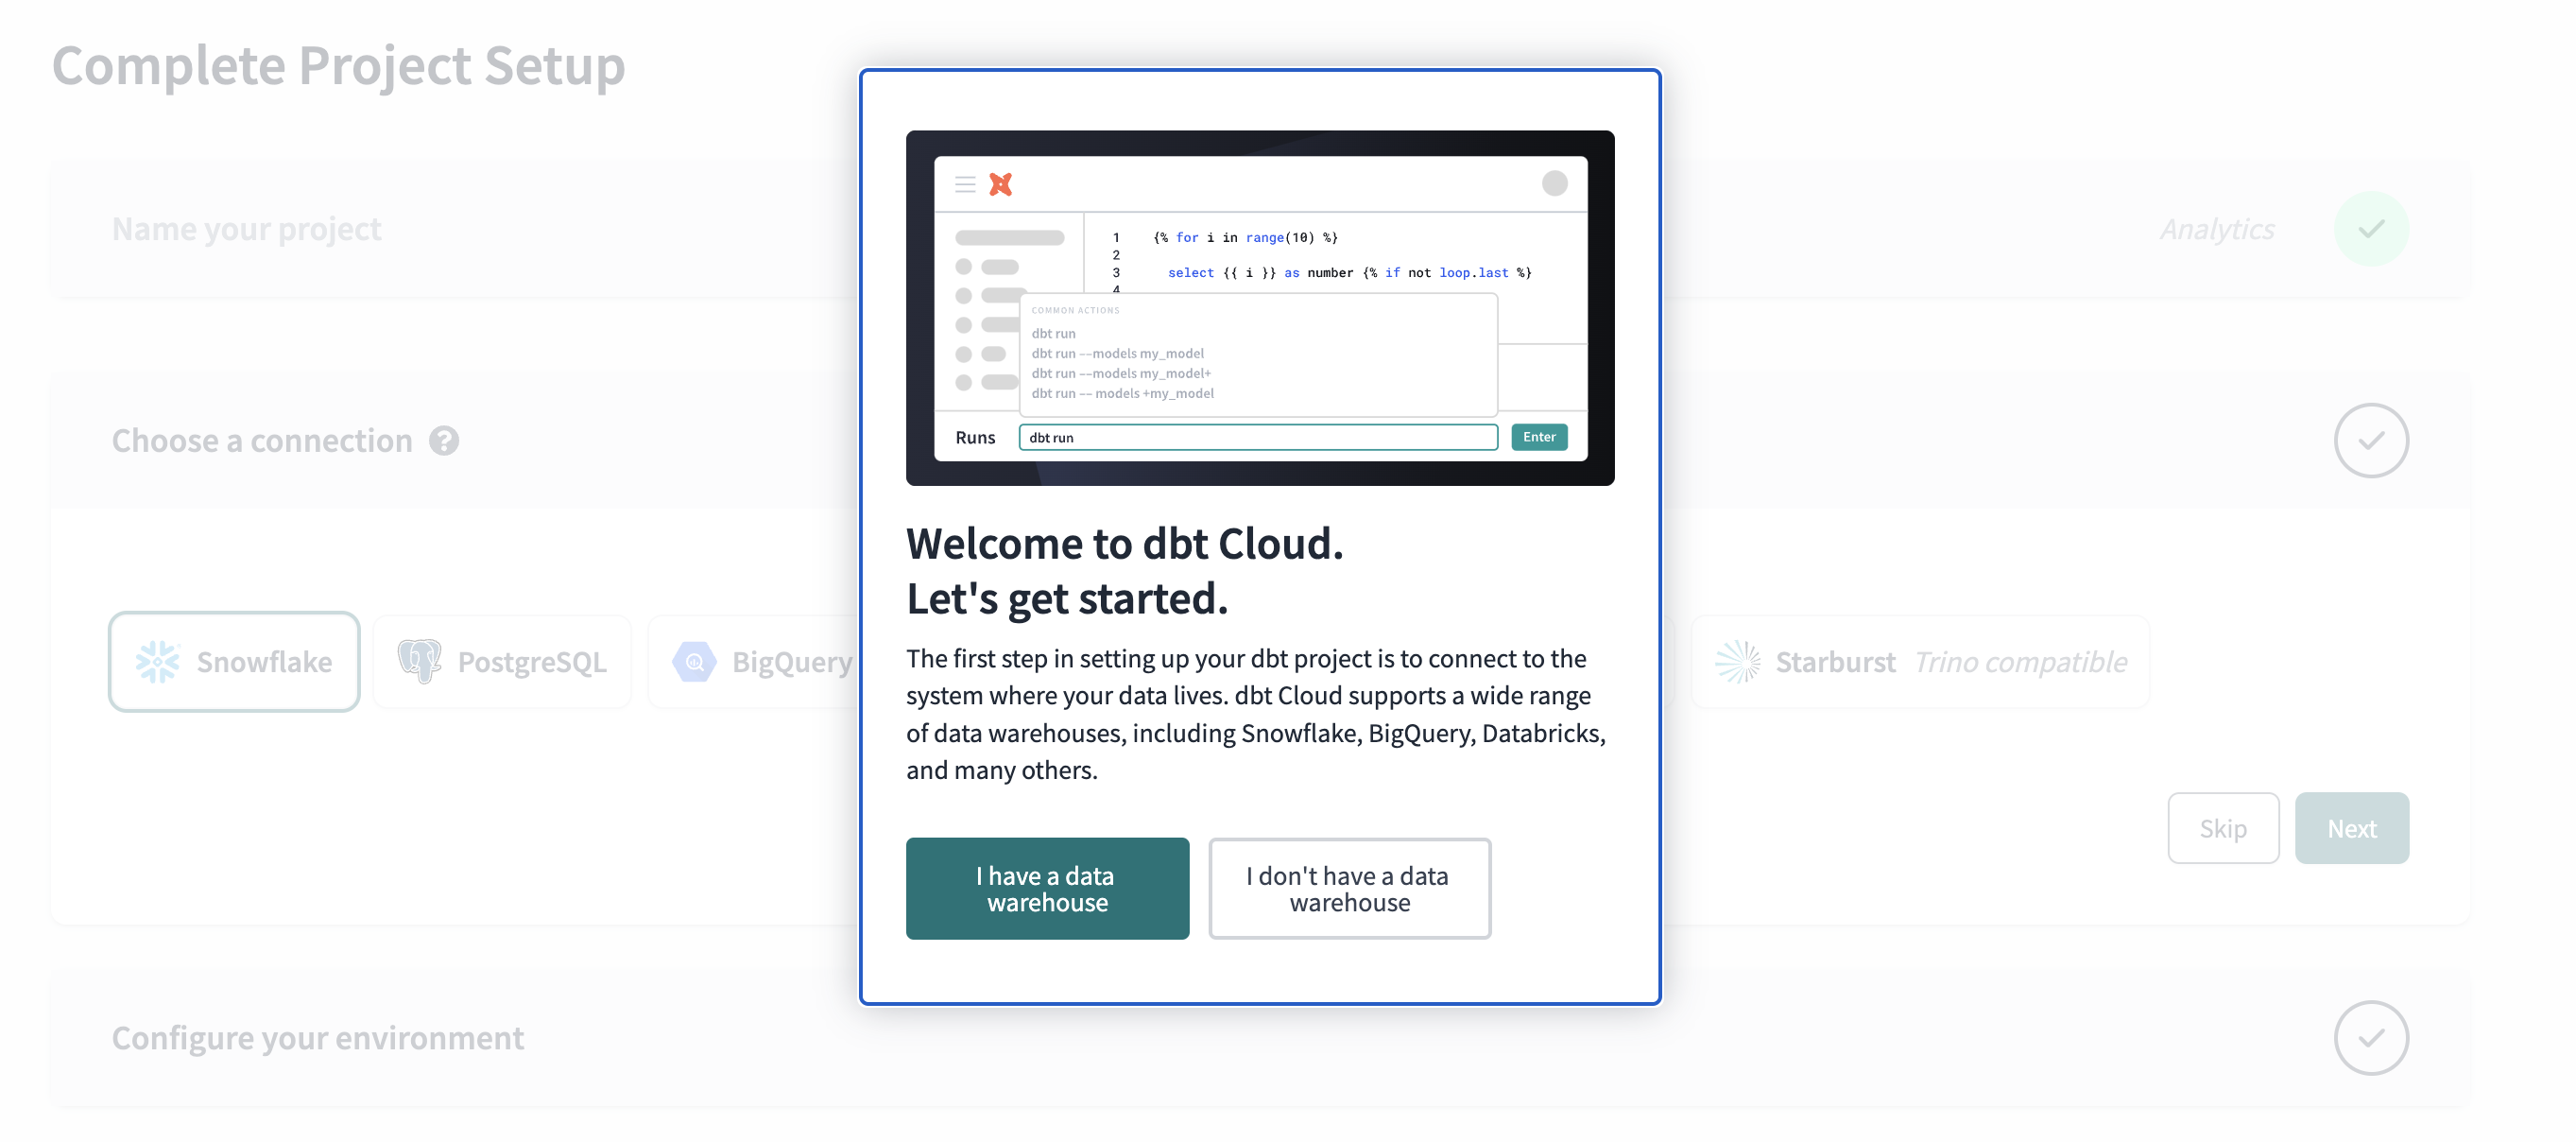 Complete Project Setup
Name your project
Analytics
Choose a connection ?
Snowflake
PostgreSQL
BigQuery
Starburst Trino compatible
Skip
Next
Configure your environment
1 {% for i in range(10) %}
2
3 select {{ i }} as number {% if not loop.last %}
4
COMMON ACTIONS
dbt run
dbt run --models my_model
dbt run --models my_model+
dbt run -- models +my_model
Runs
dbt run
Enter
Welcome to dbt Cloud.
Let's get started.
The first step in setting up your dbt project is to connect to the
system where your data lives. dbt Cloud supports a wide range
of data warehouses, including Snowflake, BigQuery, Databricks,
and many others.
I have a data
warehouse
I don't have a data
warehouse